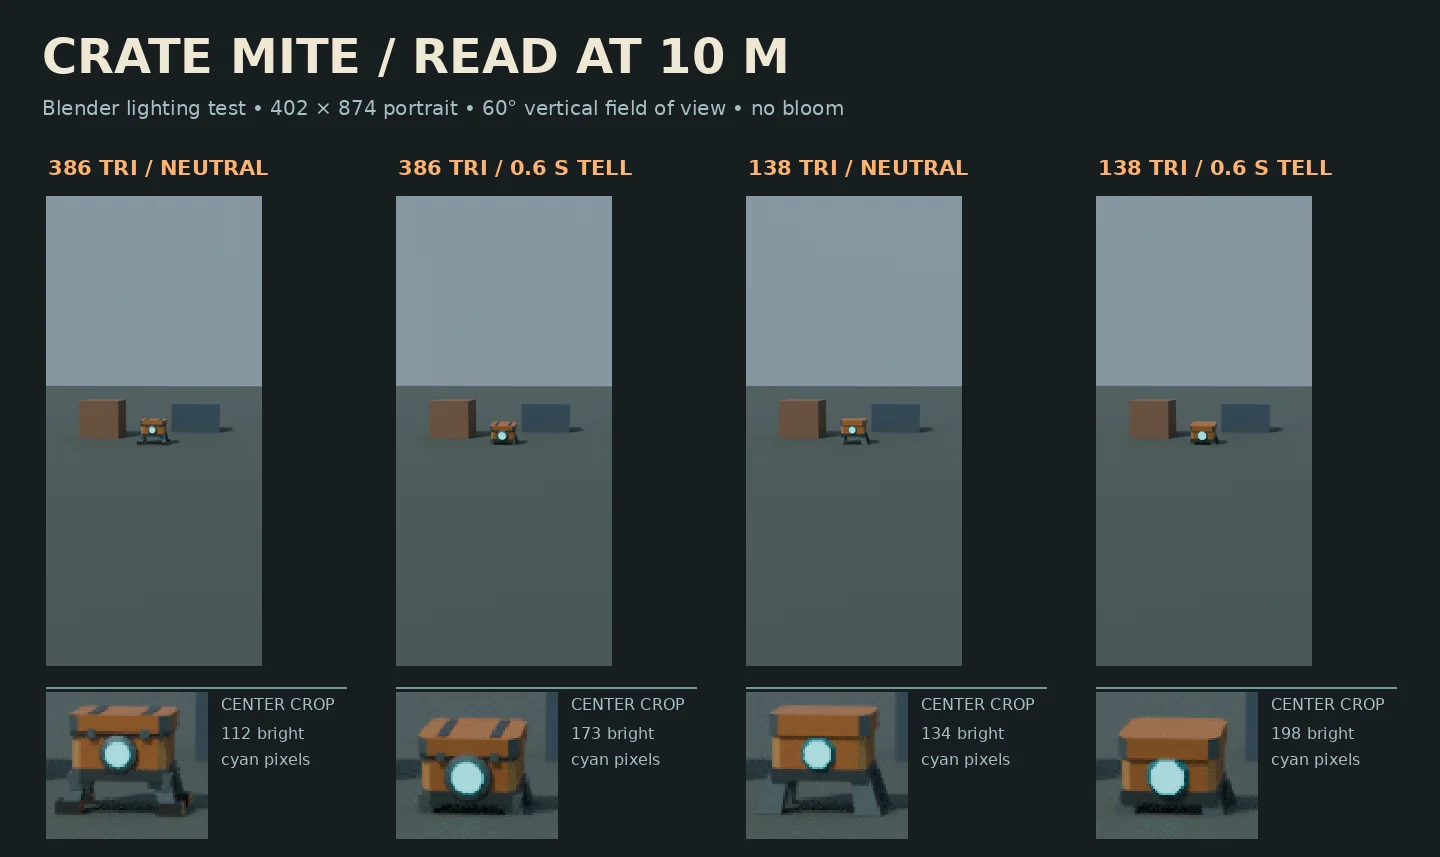 CRATE MITE / READ AT 10 M
Blender lighting test • 402 × 874 portrait • 60° vertical field of view • no bloom
386 TRI / NEUTRAL
386 TRI / 0.6 S TELL
138 TRI / NEUTRAL
138 TRI / 0.6 S TELL
CENTER CROP
112 bright
cyan pixels
CENTER CROP
173 bright
cyan pixels
CENTER CROP
134 bright
cyan pixels
CENTER CROP
198 bright
cyan pixels